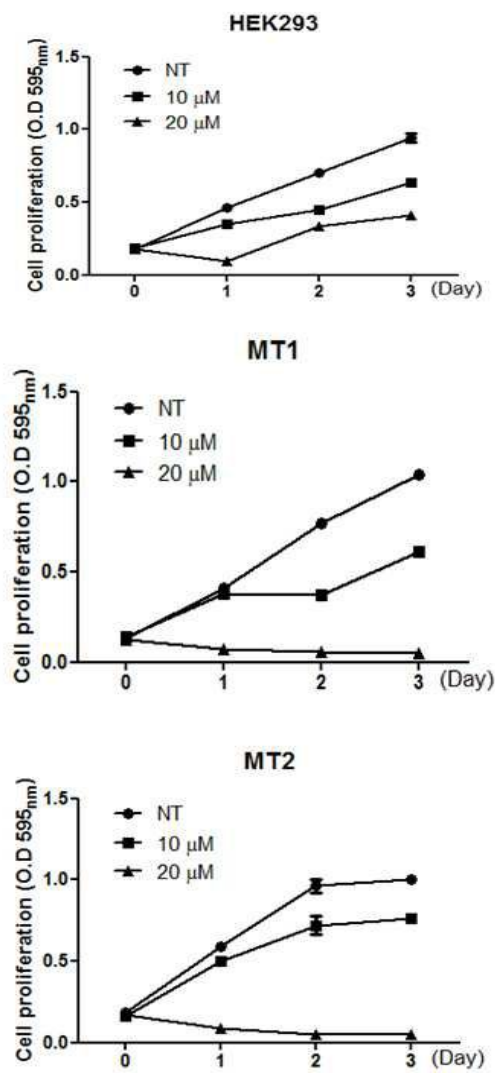 HEK293
Cell proliferation (O.D 595nm)
1.5
1.0
0.5
0.0
NT
10 μM
20 μM
0 1 2 3 (Day)
MT1
Cell proliferation (O.D 595nm)
1.5
1.0
0.5
0.0
NT
10 μM
20 μM
0 1 2 3 (Day)
MT2
Cell proliferation (O.D 595nm)
1.5
1.0
0.5
0.0
NT
10 μM
20 μM
0 1 2 3 (Day)